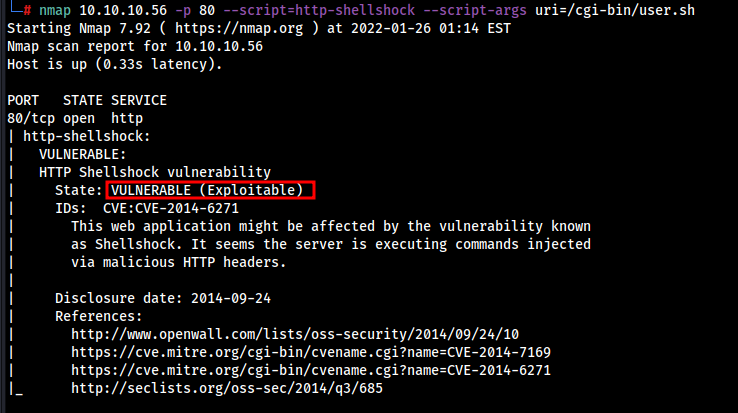 └─# nmap 10.10.10.56 -p 80 --script=http-shellshock --script-args uri=/cgi-bin/user.sh
Starting Nmap 7.92 ( https://nmap.org ) at 2022-01-26 01:14 EST
Nmap scan report for 10.10.10.56
Host is up (0.33s latency).

PORT   STATE SERVICE
80/tcp open  http
| http-shellshock:
|   VULNERABLE:
|   HTTP Shellshock vulnerability
|     State: VULNERABLE (Exploitable)
|     IDs:  CVE:CVE-2014-6271
|       This web application might be affected by the vulnerability known
|       as Shellshock. It seems the server is executing commands injected
|       via malicious HTTP headers.
|
|     Disclosure date: 2014-09-24
|     References:
|       http://www.openwall.com/lists/oss-security/2014/09/24/10
|       https://cve.mitre.org/cgi-bin/cvename.cgi?name=CVE-2014-7169
|       https://cve.mitre.org/cgi-bin/cvename.cgi?name=CVE-2014-6271
|_      http://seclists.org/oss-sec/2014/q3/685